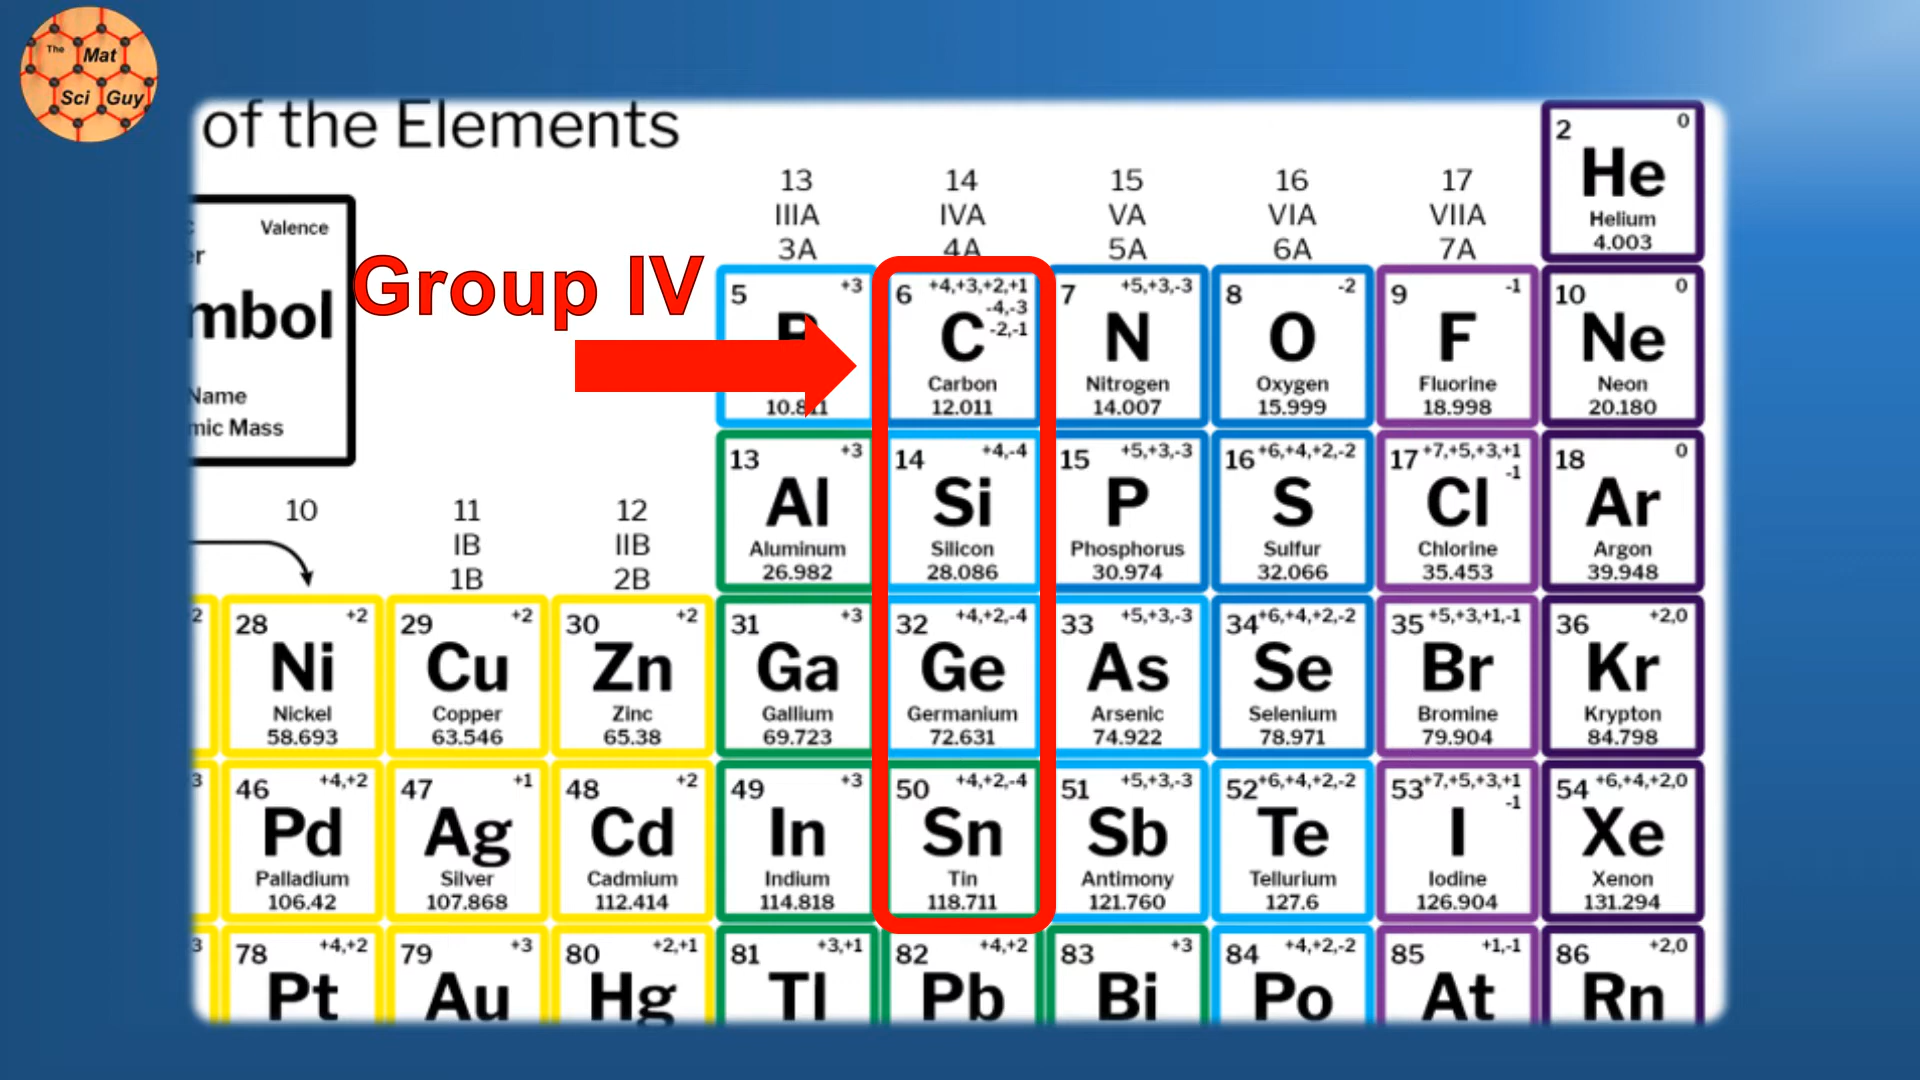 The
Mat
Sci Guy
of the Elements
Valence
mbol
Name
mic Mass
Group IV
13
IIIA
3A
14
IVA
4A
15
VA
5A
16
VIA
6A
17
VIIA
7A
2 0
He
Helium
4.003
5 +3
10.811
6 +4,+3,+2,+1
-4,-3
-2,-1
C
Carbon
12.011
7 +5,+3,-3
N
Nitrogen
14.007
8 -2
O
Oxygen
15.999
9 -1
F
Fluorine
18.998
10 0
Ne
Neon
20.180
13 +3
Al
Aluminum
26.982
14 +4,-4
Si
Silicon
28.086
15 +5,+3,-3
P
Phosphorus
30.974
16 +6,+4,+2,-2
S
Sulfur
32.066
17 +7,+5,+3,+1
-1
Cl
Chlorine
35.453
18 0
Ar
Argon
39.948
10
11
IB
1B
12
IIB
2B
2
28 +2
Ni
Nickel
58.693
29 +2
Cu
Copper
63.546
30 +2
Zn
Zinc
65.38
31 +3
Ga
Gallium
69.723
32 +4,+2,-4
Ge
Germanium
72.631
33 +5,+3,-3
As
Arsenic
74.922
34 +6,+4,+2,-2
Se
Selenium
78.971
35 +5,+3,+1,-1
Br
Bromine
79.904
36 +2,0
Kr
Krypton
84.798
3
46 +4,+2
Pd
Palladium
106.42
47 +1
Ag
Silver
107.868
48 +2
Cd
Cadmium
112.414
49 +3
In
Indium
114.818
50 +4,+2,-4
Sn
Tin
118.711
51 +5,+3,-3
Sb
Antimony
121.760
52 +6,+4,+2,-2
Te
Tellurium
127.6
53 +7,+5,+3,+1
-1
I
Iodine
126.904
54 +6,+4,+2,0
Xe
Xenon
131.294
3
78 +4,+2
Pt
79 +3
Au
80 +2,+1
Hg
81 +3,+1
Tl
82 +4,+2
Pb
83 +3
Bi
84 +4,+2,-2
Po
85 +1,-1
At
86 +2,0
Rn